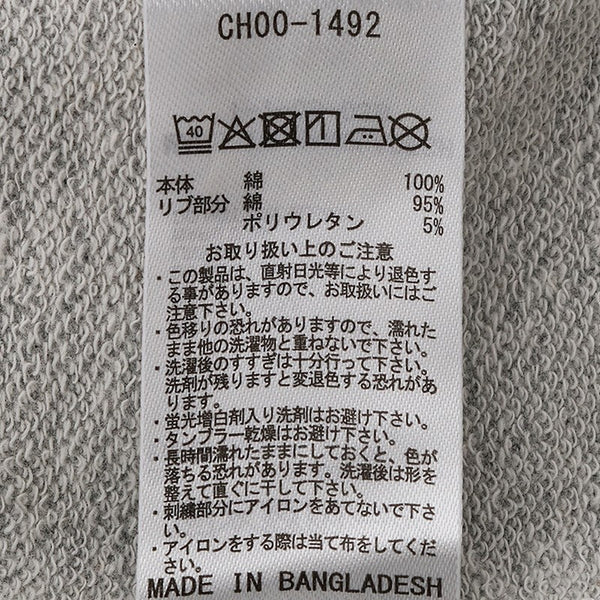 CH00-1492
40
本体 綿 100%
リブ部分 綿 95%
ポリウレタン 5%
お取り扱い上のご注意
・この製品は、直射日光等により退色す
る事がありますので、お取扱いにはご
注意下さい。
・色移りの恐れがありますので、濡れた
まま他の洗濯物と重ねないで下さい。
・洗濯後のすすぎは十分行って下さい。
洗剤が残りますと変退色する恐れがあ
ります。
・蛍光増白剤入り洗剤はお避け下さい。
・タンブラー乾燥はお避け下さい。
・長時間濡れたままにしておくと、色が
落ちる恐れがあります。洗濯後は形を
整えて直ぐに干して下さい。
・刺繍部分にアイロンをあてないで下さ
い。
・アイロンをする際は当て布をしてくだ
さい。
MADE IN BANGLADESH